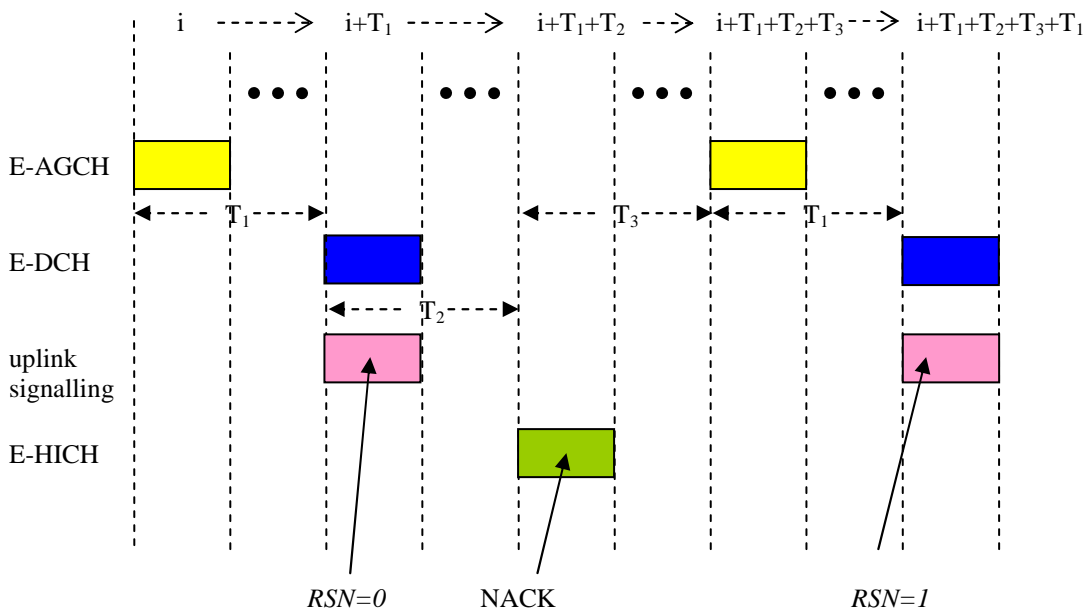 i i+T₁ i+T₁+T₂ i+T₁+T₂+T₃ i+T₁+T₂+T₃+T₁
E-AGCH
T₁ T₃ T₁
E-DCH
T₂
uplink
signalling
E-HICH
RSN=0 NACK RSN=1